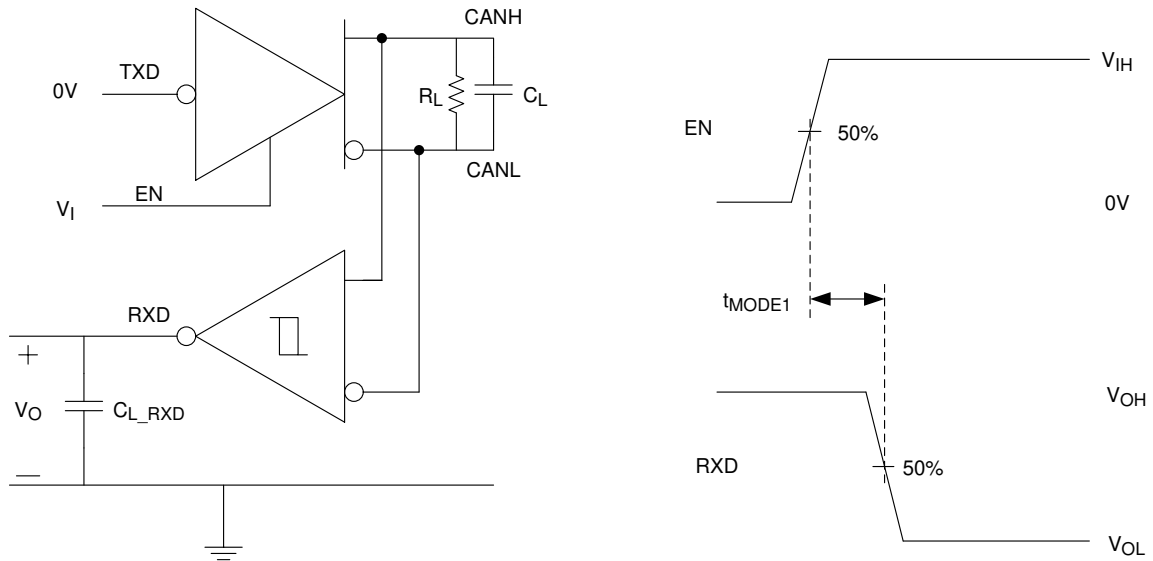 CANH
TXD
0V
RL
CL
CANL
EN
VI
RXD
+
VO
CL_RXD
—
VIH
EN
50%
0V
tMODE1
VOH
RXD
50%
VOL